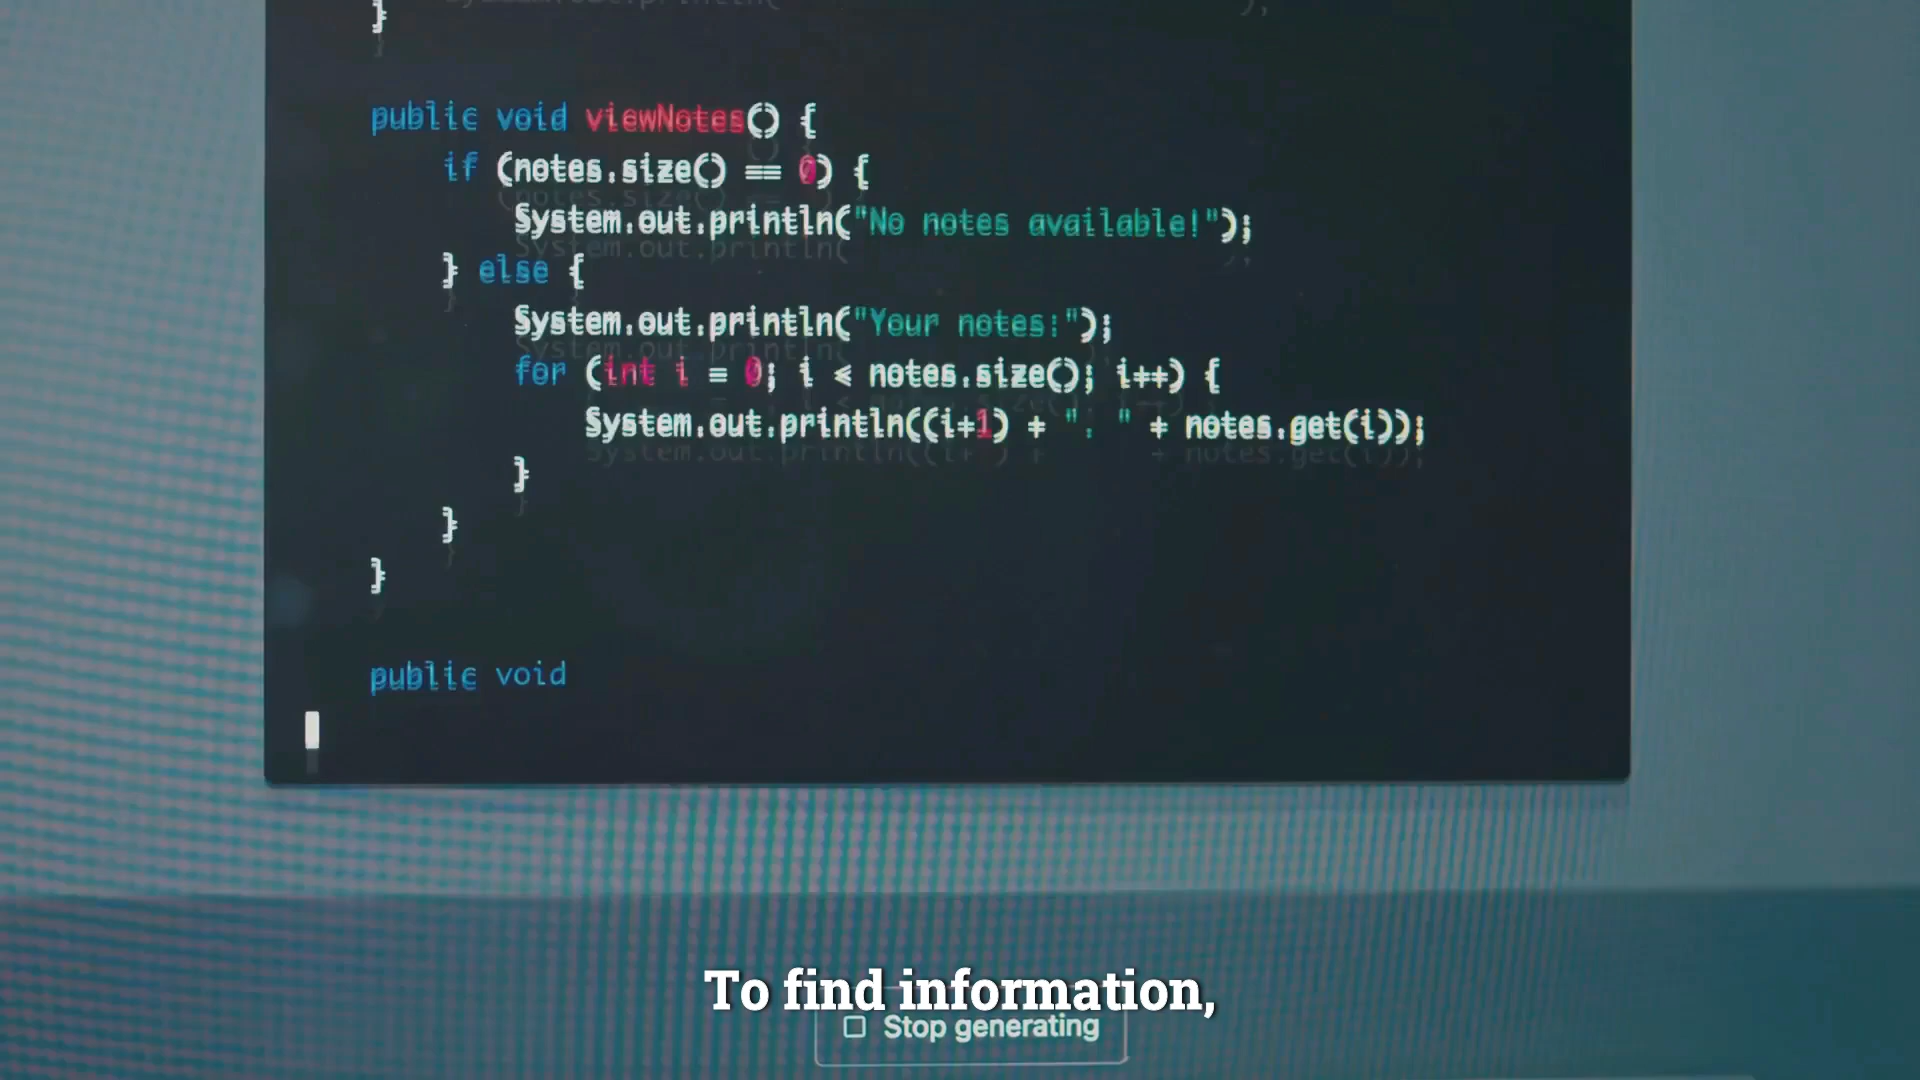 }
public void viewNotes() {
if (notes.size() == 0) {
System.out.println("No notes available!");
} else {
System.out.println("Your notes:");
for (int i = 0; i < notes.size(); i++) {
System.out.println((i+1) + ". " + notes.get(i));
}
}
}
public void
To find information,
Stop generating